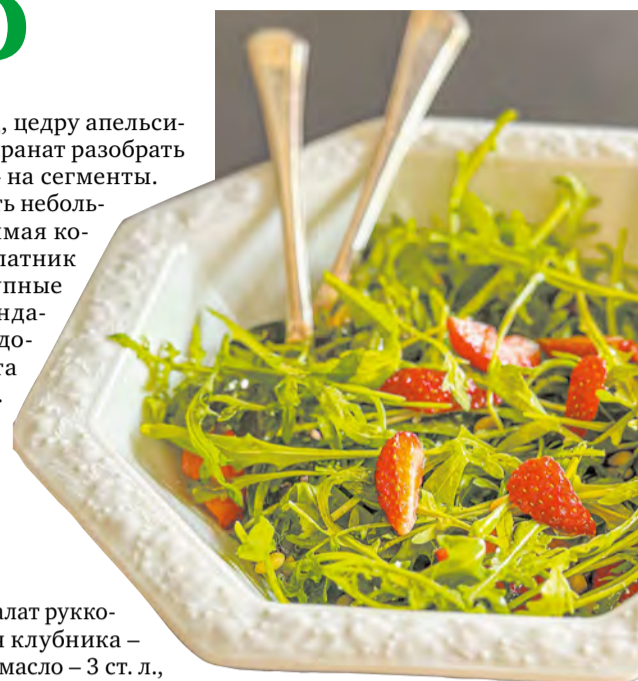 , цедру апельси-
ранат разобрать
на сегменты.
ть неболь-
имая ко-
латник
упные
нда-
до-
та
алат рукко-
я клубника –
масло – 3 ст. л.,